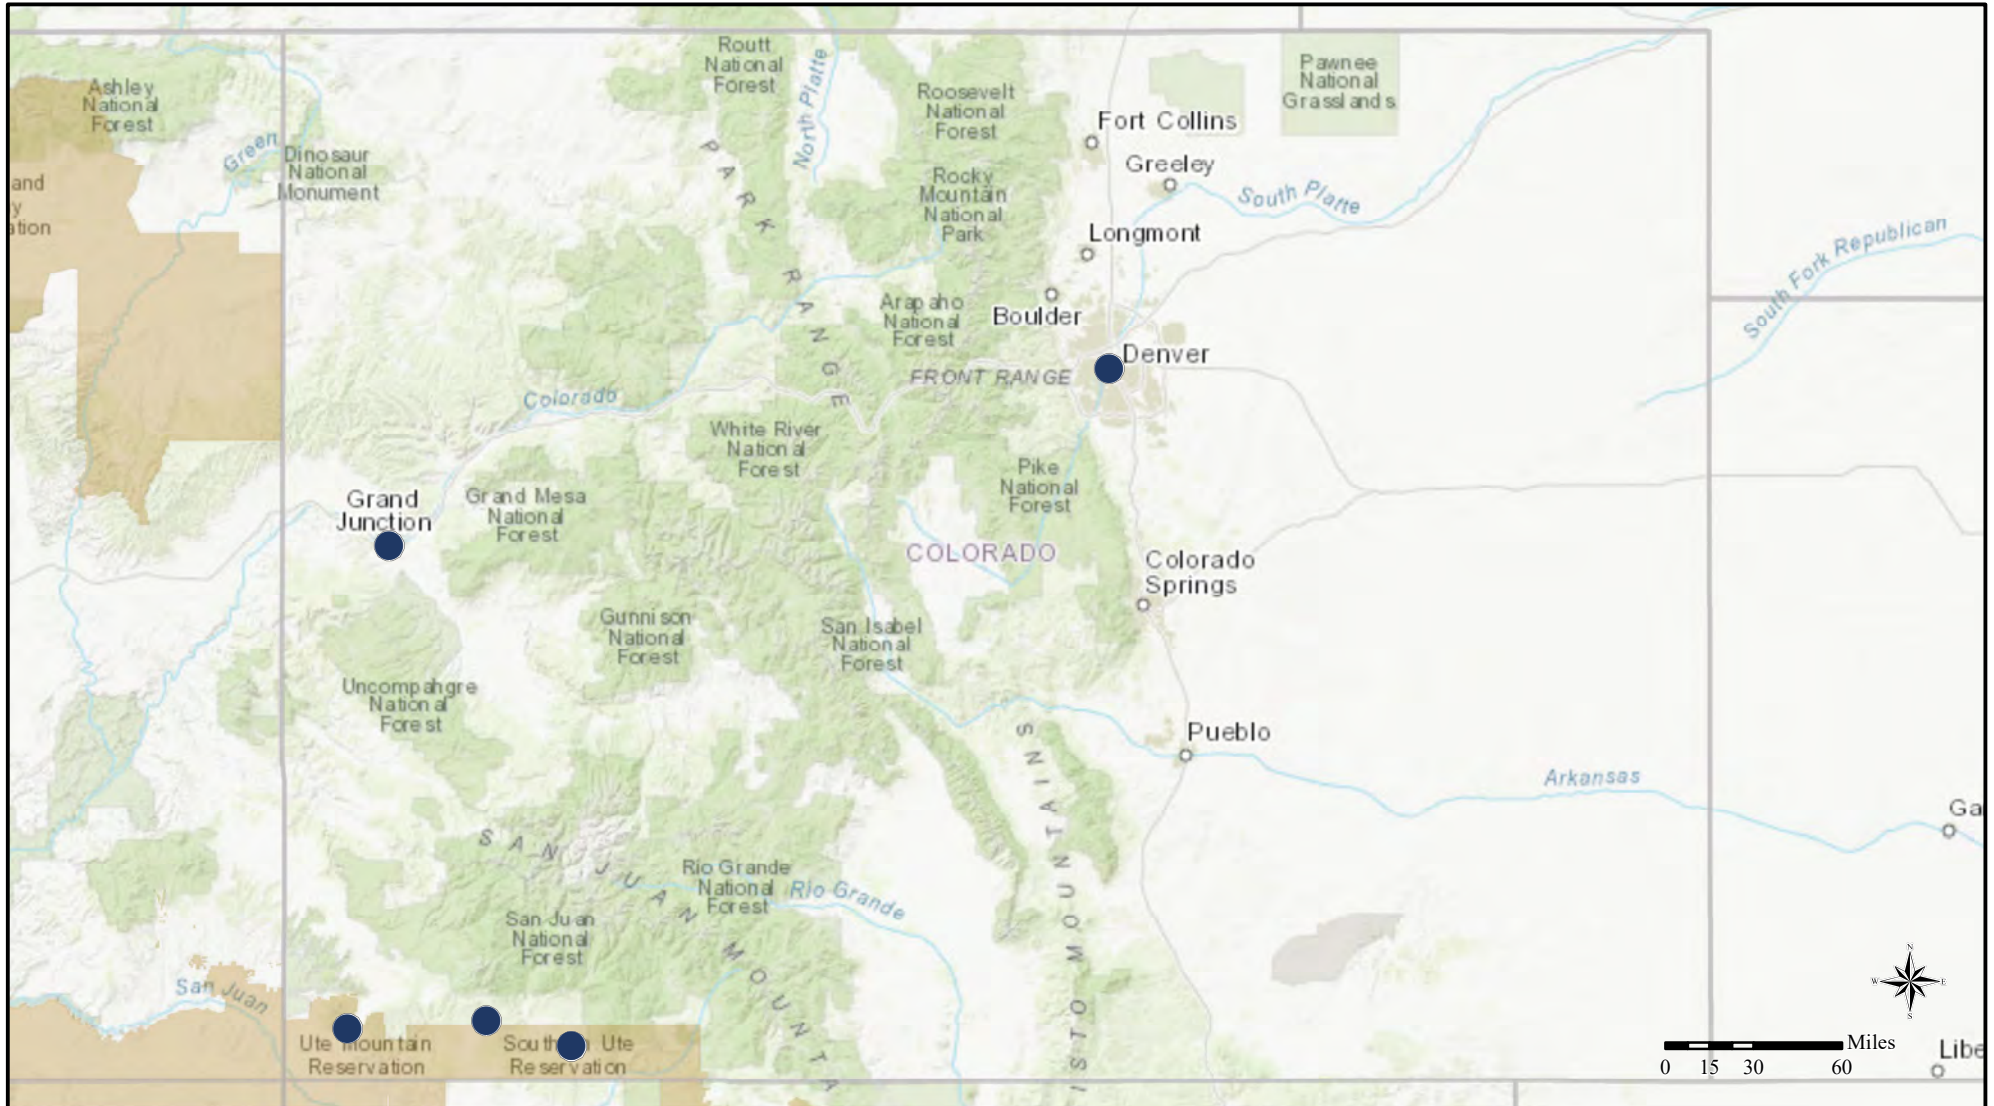 Routt
National
Forest
North Platte
Ashley
National
Forest
Roosevelt
National
Forest
Pawnee
National
Grasslands
Fort Collins
Green
Dinosaur
National
Monument
and
y
ation
PARK RANGE
Greeley
Rocky
Mountain
National
Park
South Platte
Longmont
South Fork Republican
Arapaho
National
Forest
Boulder
Denver
FRONT RANGE
Colorado
White River
National
Forest
Pike
National
Forest
Grand
Junction
Grand Mesa
National
Forest
COLORADO
Colorado
Springs
Gunnison
National
Forest
San Isabel
National
Forest
Uncompahgre
National
Forest
Pueblo
Arkansas
Ga
SAN JUAN MOUNTA
ISTO MOUNTAINS
Rio Grande
National
Forest
Rio Grande
San Juan
National
Forest
San Juan
Ute Mountain
Reservation
Southern Ute
Reservation
N
W
E
S
Miles
0 15 30 60
Libe